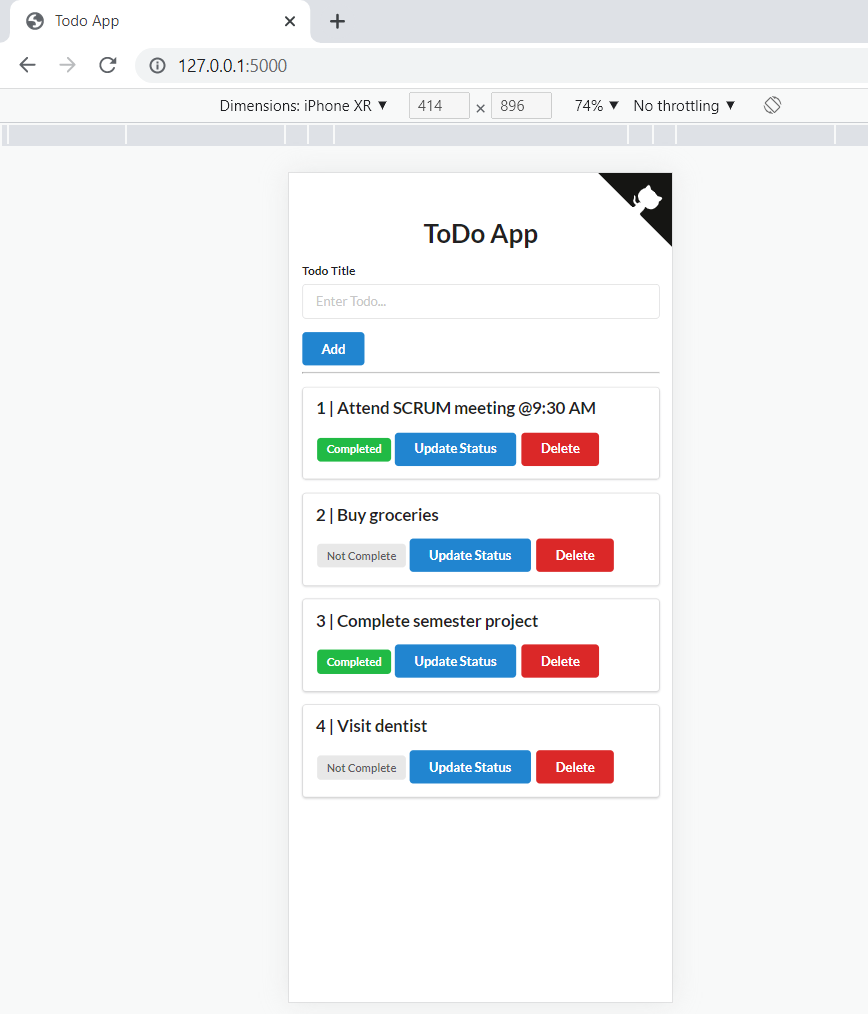 Todo App
127.0.0.1:5000
Dimensions: iPhone XR ▼ 414 × 896 74% ▼ No throttling ▼
ToDo App
Todo Title
Enter Todo...
Add
1 | Attend SCRUM meeting @9:30 AM
Completed Update Status Delete
2 | Buy groceries
Not Complete Update Status Delete
3 | Complete semester project
Completed Update Status Delete
4 | Visit dentist
Not Complete Update Status Delete